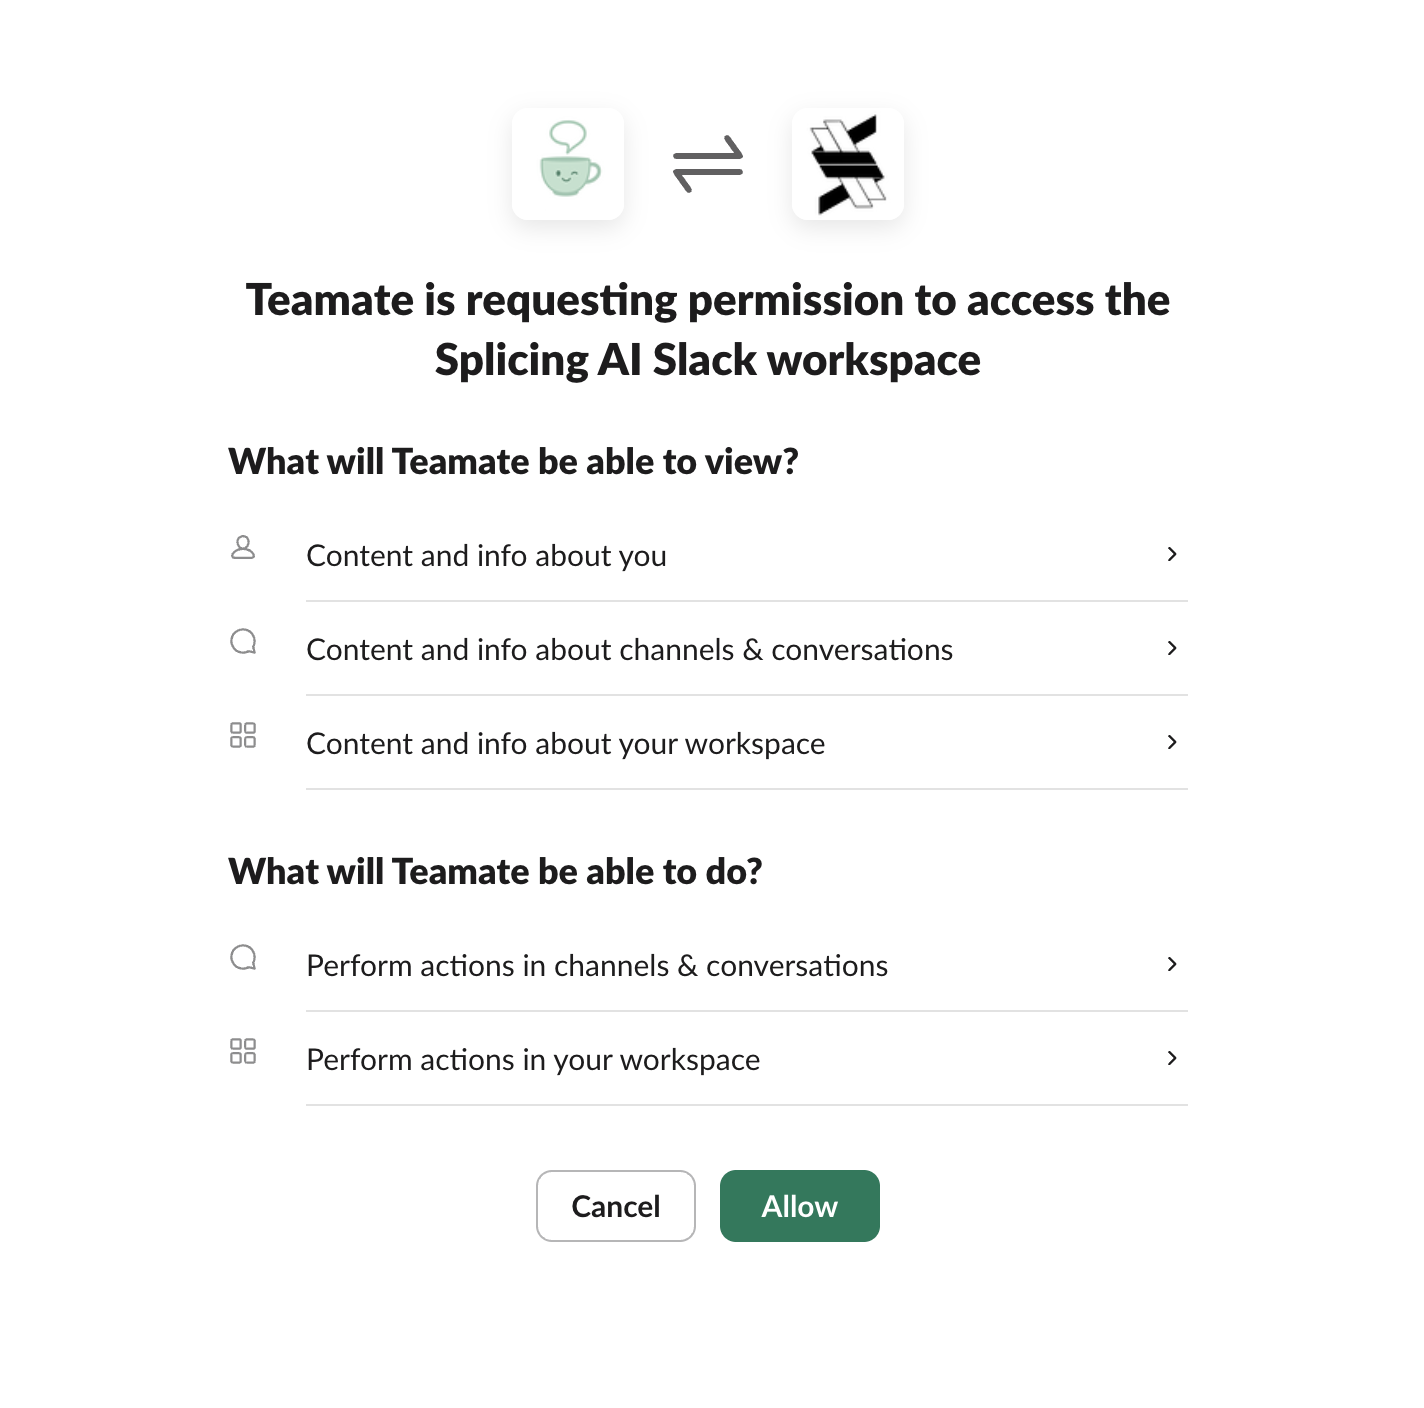 Teamate is requesting permission to access the
Splicing AI Slack workspace
What will Teamate be able to view?
Content and info about you
Content and info about channels & conversations
Content and info about your workspace
What will Teamate be able to do?
Perform actions in channels & conversations
Perform actions in your workspace
Cancel
Allow